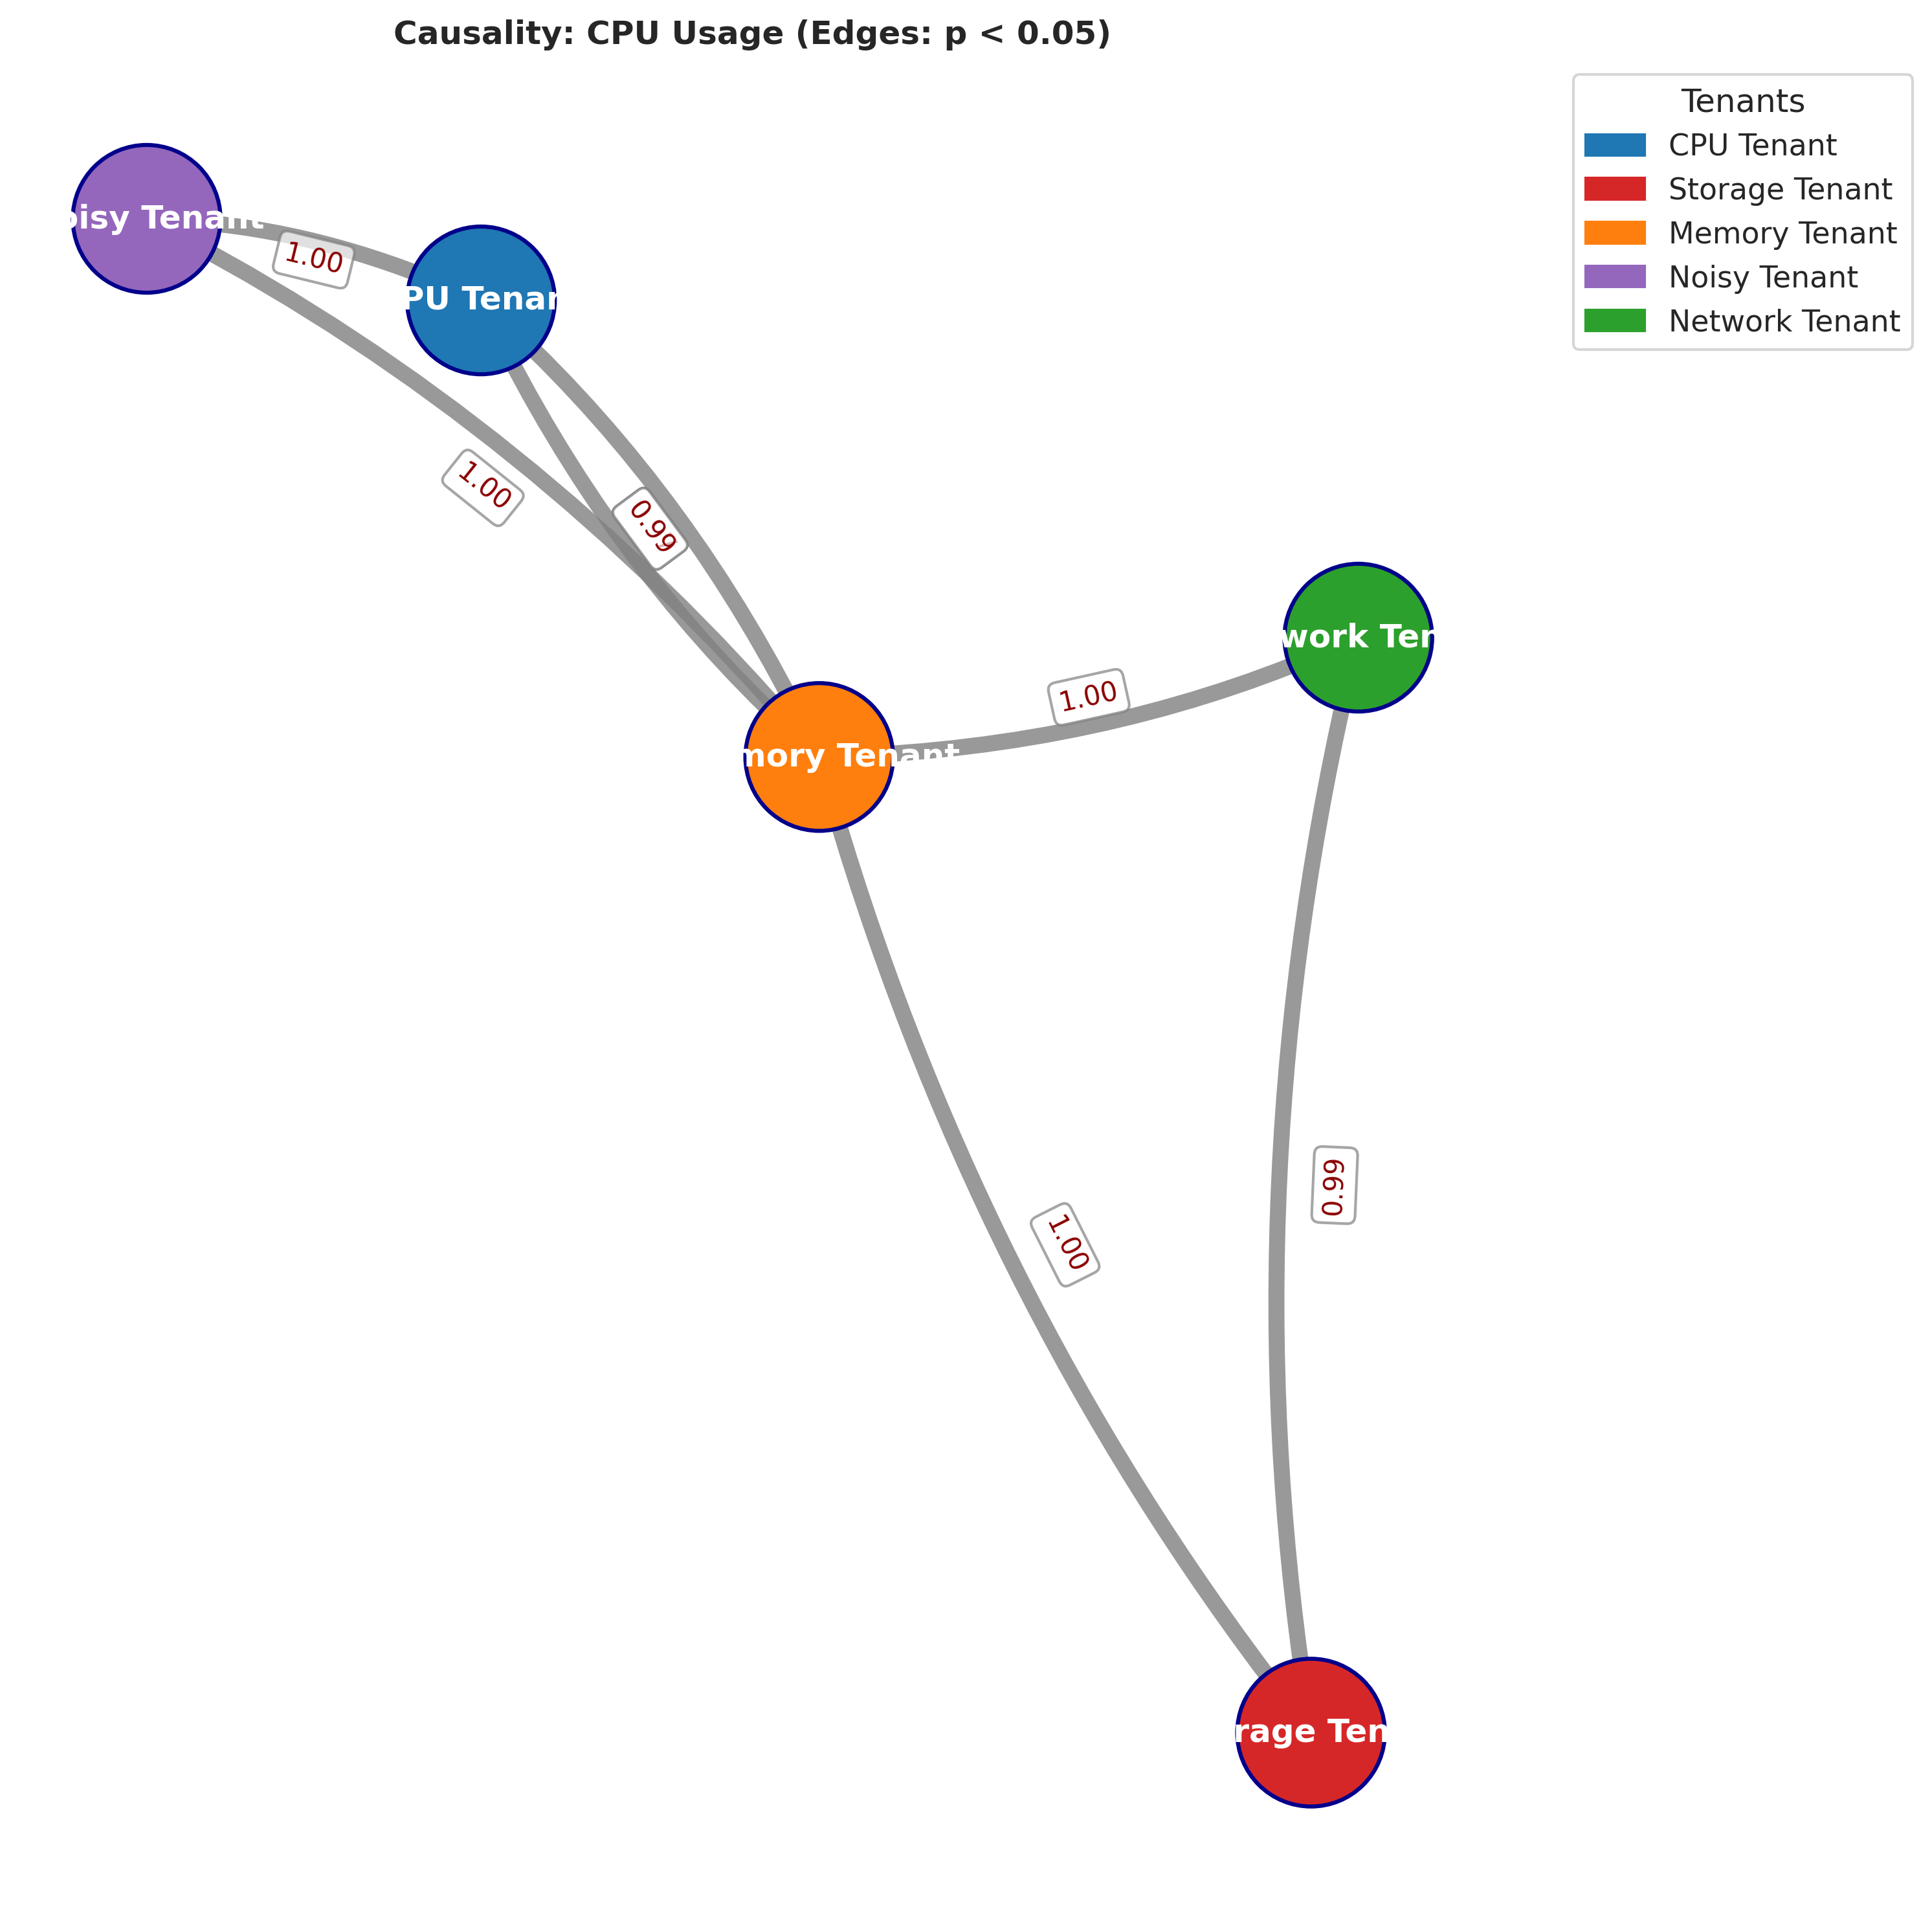 Causality: CPU Usage (Edges: p < 0.05)
Tenants
CPU Tenant
Storage Tenant
Memory Tenant
Noisy Tenant
Network Tenant
oisy Tenant
1.00
PU Tenan
1.00
0.99
work Ten
1.00
mory Tenant
0.99
1.00
rage Ten